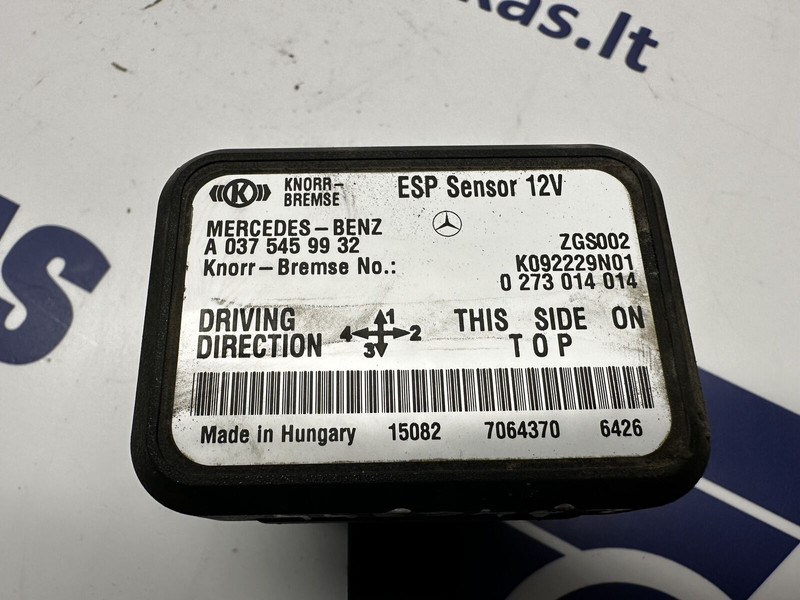 kas.lt
K KNORR-
BREMSE
ESP Sensor 12V
MERCEDES-BENZ
A 037 545 99 32
ZGS002
Knorr-Bremse No.:
K092229N01
0 273 014 014
DRIVING
DIRECTION
1
4 2
3
THIS SIDE ON
TOP
Made in Hungary 15082 7064370 6426